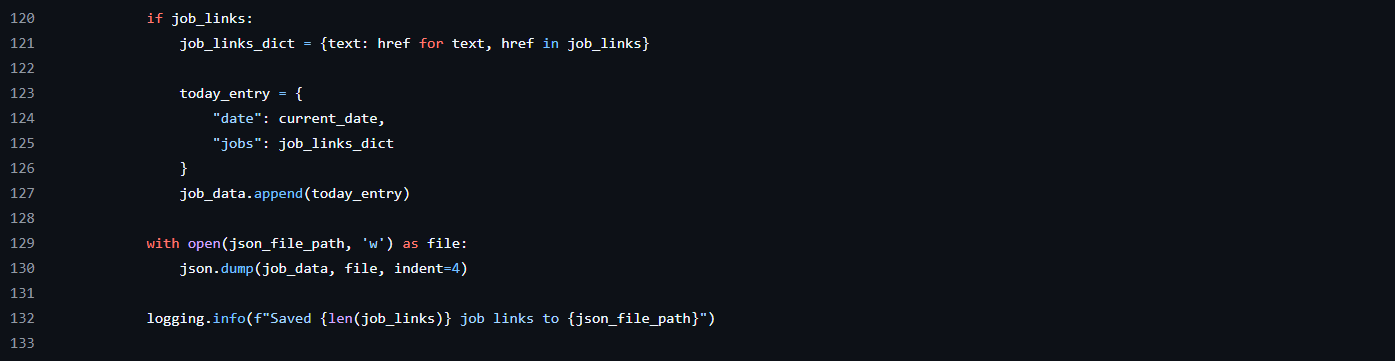 120 if job_links:
121 job_links_dict = {text: href for text, href in job_links}
122
123 today_entry = {
124 "date": current_date,
125 "jobs": job_links_dict
126 }
127 job_data.append(today_entry)
128
129 with open(json_file_path, 'w') as file:
130 json.dump(job_data, file, indent=4)
131
132 logging.info(f"Saved {len(job_links)} job links to {json_file_path}")
133